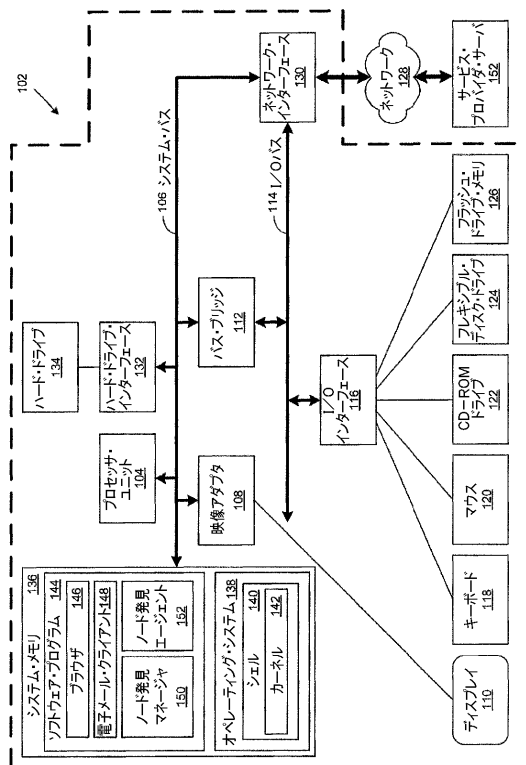 102
システム・メモリ 136
ソフトウェア・プログラム 144
ブラウザ 146
電子メール・クライアント 148
ノード発見
マネージャ
150
ノード発見
エージェント
152
オペレーティング・システム 138
シェル 140
カーネル
142
プロセッサ・
ユニット
104
ハード・ドライブ
134
ハード・ドライブ・
インターフェース
132
106 システム・バス
映像アダプタ
108
バス・ブリッジ
112
114 I/Oバス
ネットワーク・
インターフェース
130
ネットワーク
128
サービス・
プロバイダ・サーバ
152
I/O
インターフェース
116
ディスプレイ
110
キーボード
118
マウス
120
CD-ROM
ドライブ
122
フレキシブル・
ディスク・ドライブ
124
フラッシュ・
ドライブ・メモリ
126